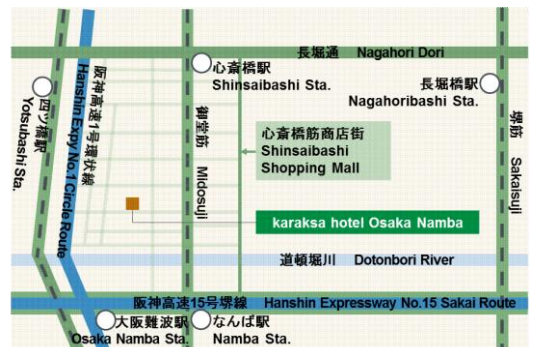 長堀通 Nagahori Dori
心斎橋駅
Shinsaibashi Sta.
長堀橋駅
Nagahoribashi Sta.
阪神高速1号環状線
Hanshin Expy No.1 Circle Route
四ツ橋駅
Yotsubashi Sta.
御堂筋 Midosuji
心斎橋筋商店街
Shinsaibashi
Shopping Mall
堺筋 Sakaisuji
karaksa hotel Osaka Namba
道頓堀川 Dotonbori River
阪神高速15号堺線 Hanshin Expressway No.15 Sakai Route
大阪難波駅
Osaka Namba Sta.
なんば駅
Namba Sta.